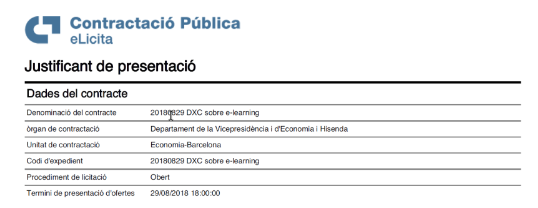 Contractació Pública
eLicita
Justificant de presentació
Dades del contracte
Denominació del contracte 20180829 DXC sobre e-learning
òrgan de contractació Departament de la Vicepresidència i d'Economia i Hisenda
Unitat de contractació Economia-Barcelona
Codi d'expedient 20180829 DXC sobre e-learning
Procediment de licitació Obert
Termini de presentació d'ofertes 29/08/2018 18:00:00